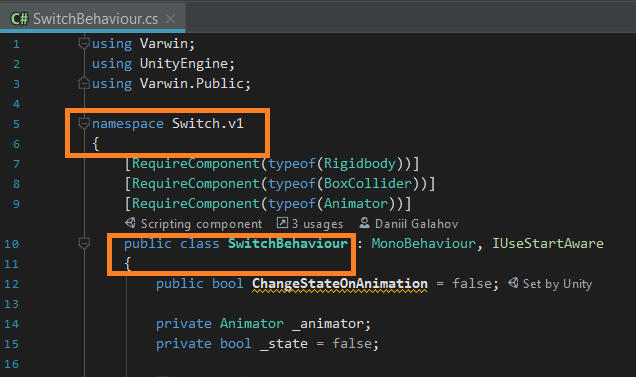 C# SwitchBehaviour.cs ×
1 using Varwin;
2 using UnityEngine;
3 using Varwin.Public;
4
5 namespace Switch.v1
6 {
7 [RequireComponent(typeof(Rigidbody))]
8 [RequireComponent(typeof(BoxCollider))]
9 [RequireComponent(typeof(Animator))]
Scripting component 3 usages Daniil Galahov
10 public class SwitchBehaviour : MonoBehaviour, IUseStartAware
11 {
12 public bool ChangeStateOnAnimation = false; Set by Unity
13
14 private Animator _animator;
15 private bool _state = false;
16